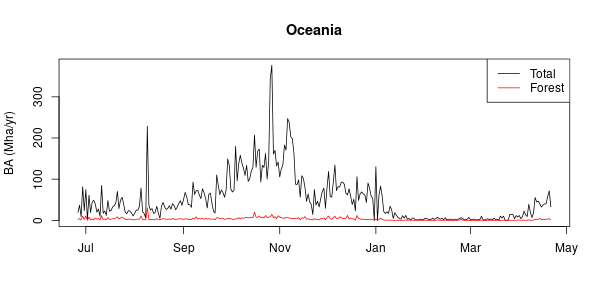 Oceania
Total
Forest
BA (Mha/yr)
300
200
100
0
Jul Sep Nov Jan Mar May